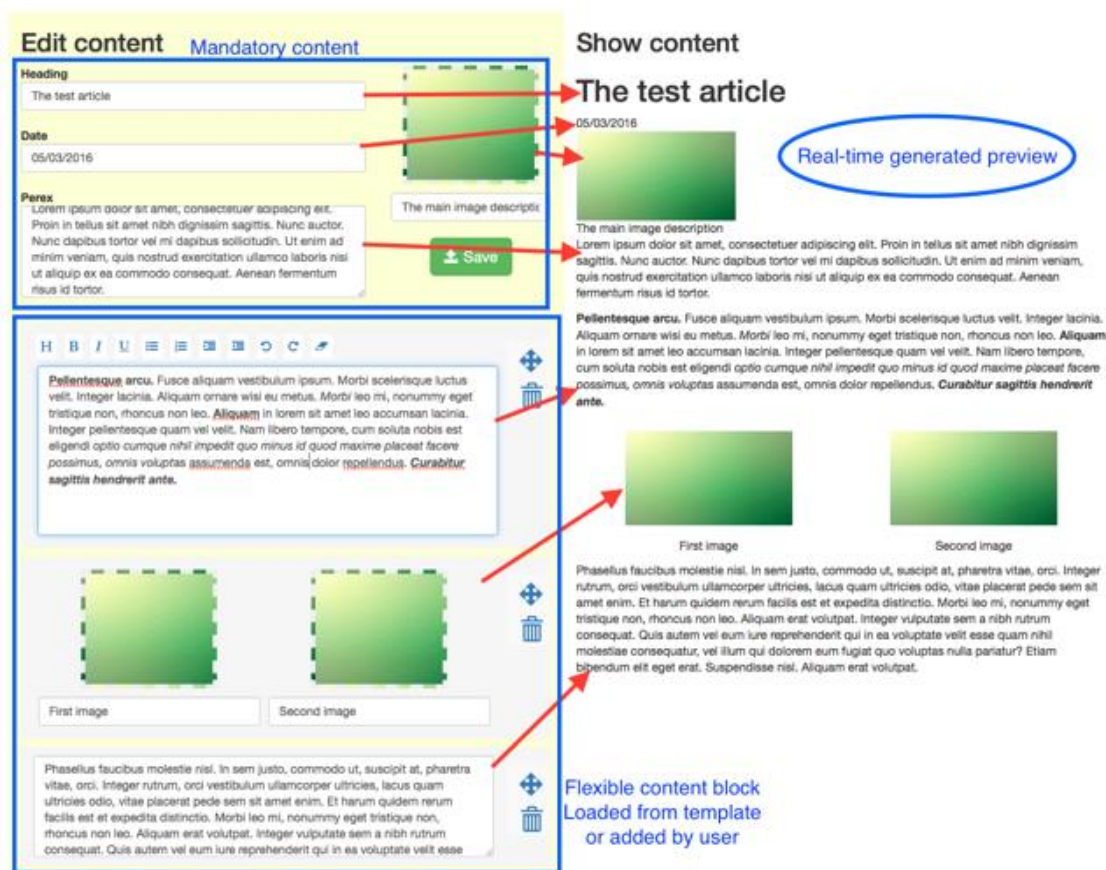 Edit content
Mandatory content
Heading
The test article
Date
05/03/2016
Perex
Lorem ipsum dolor sit amet, consectetuer adipiscing elit.
Proin in tellus sit amet nibh dignissim sagittis. Nunc auctor.
Nunc dapibus tortor vel mi dapibus sollicitudin. Ut enim ad
minim veniam, quis nostrud exercitation ullamco laboris nisi
ut aliquip ex ea commodo consequat. Aenean fermentum
risus id tortor.
The main image descriptic
Save
H B I U
Pellentesque arcu. Fusce aliquam vestibulum ipsum. Morbi scelerisque luctus
velit. Integer lacinia. Aliquam ornare wisi eu metus. Morbi leo mi, nonummy eget
tristique non, rhoncus non leo. Aliquam in lorem sit amet leo accumsan lacinia.
Integer pellentesque quam vel velit. Nam libero tempore, cum soluta nobis est
eligendi optio cumque nihil impedit quo minus id quod maxime placeat facere
possimus, omnis voluptas assumenda est, omnis dolor repellendus. Curabitur
sagittis hendrerit ante.
First image
Second image
Phasellus faucibus molestie nisl. In sem justo, commodo ut, suscipit at, pharetra
vitae, orci. Integer rutrum, orci vestibulum ullamcorper ultricies, lacus quam
ultricies odio, vitae placerat pede sem sit amet enim. Et harum quidem rerum
facilis est et expedita distinctio. Morbi leo mi, nonummy eget tristique non,
rhoncus non leo. Aliquam erat volutpat. Integer vulputate sem a nibh rutrum
consequat. Quis autem vel eum iure reprehenderit qui in ea voluptate velit esse
Show content
The test article
05/03/2016
Real-time generated preview
The main image description
Lorem ipsum dolor sit amet, consectetuer adipiscing elit. Proin in tellus sit amet nibh dignissim
sagittis. Nunc auctor. Nunc dapibus tortor vel mi dapibus sollicitudin. Ut enim ad minim veniam,
quis nostrud exercitation ullamco laboris nisi ut aliquip ex ea commodo consequat. Aenean
fermentum risus id tortor.
Pellentesque arcu. Fusce aliquam vestibulum ipsum. Morbi scelerisque luctus velit. Integer lacinia.
Aliquam ornare wisi eu metus. Morbi leo mi, nonummy eget tristique non, rhoncus non leo. Aliquam
in lorem sit amet leo accumsan lacinia. Integer pellentesque quam vel velit. Nam libero tempore,
cum soluta nobis est eligendi optio cumque nihil impedit quo minus id quod maxime placeat facere
possimus, omnis voluptas assumenda est, omnis dolor repellendus. Curabitur sagittis hendrerit
ante.
First image
Second image
Phasellus faucibus molestie nisl. In sem justo, commodo ut, suscipit at, pharetra vitae, orci. Integer
rutrum, orci vestibulum ullamcorper ultricies, lacus quam ultricies odio, vitae placerat pede sem sit
amet enim. Et harum quidem rerum facilis est et expedita distinctio. Morbi leo mi, nonummy eget
tristique non, rhoncus non leo. Aliquam erat volutpat. Integer vulputate sem a nibh rutrum
consequat. Quis autem vel eum iure reprehenderit qui in ea voluptate velit esse quam nihil
molestiae consequatur, vel illum qui dolorem eum fugiat quo voluptas nulla pariatur? Etiam
bibendum elit eget erat. Suspendisse nisl. Aliquam erat volutpat.
Flexible content block
Loaded from template
or added by user